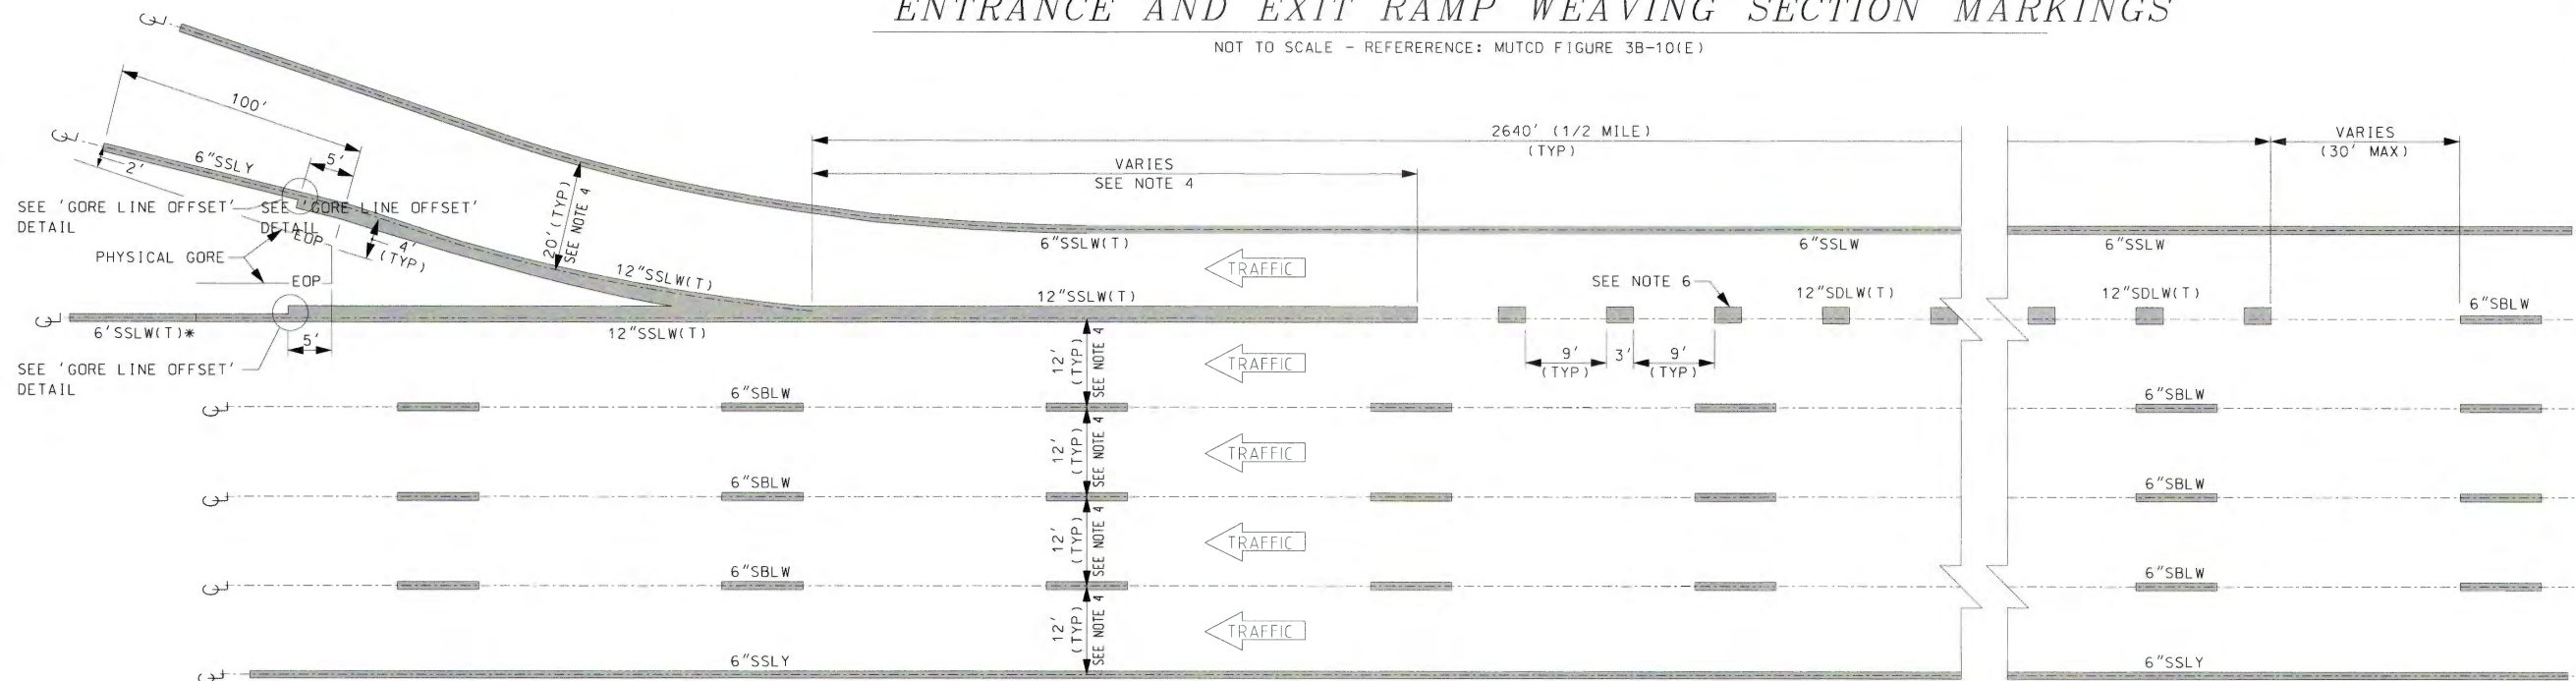 ENTRANCE AND EXIT RAMP WEAVING SECTION MARKINGS
NOT TO SCALE - REFERERENCE: MUTCD FIGURE 3B-10(E)
100'
2640' (1/2 MILE)
(TYP)
VARIES
(30' MAX)
6"SSLY
5'
2'
VARIES
SEE NOTE 4
20'(TYP)
SEE NOTE 4
SEE 'GORE LINE OFFSET'
DETAIL
SEE 'GORE LINE OFFSET'
DETAIL
EOP
4'
(TYP)
PHYSICAL GORE
EOP
6"SSLW(T)
6"SSLW
6"SSLW
TRAFFIC
12"SSLW(T)
12"SSLW(T)
SEE NOTE 6
12"SDLW(T)
12"SDLW(T)
6"SBLW
6'SSLW(T)*
5'
12"SSLW(T)
SEE 'GORE LINE OFFSET'
DETAIL
12'
(TYP)
SEE NOTE 4
TRAFFIC
9'
(TYP)
3'
9'
(TYP)
6"SBLW
6"SBLW
12'
(TYP)
SEE NOTE 4
TRAFFIC
6"SBLW
6"SBLW
12'
(TYP)
SEE NOTE 4
TRAFFIC
6"SBLW
6"SBLW
12'
(TYP)
SEE NOTE 4
TRAFFIC
6"SSLY
6"SSLY